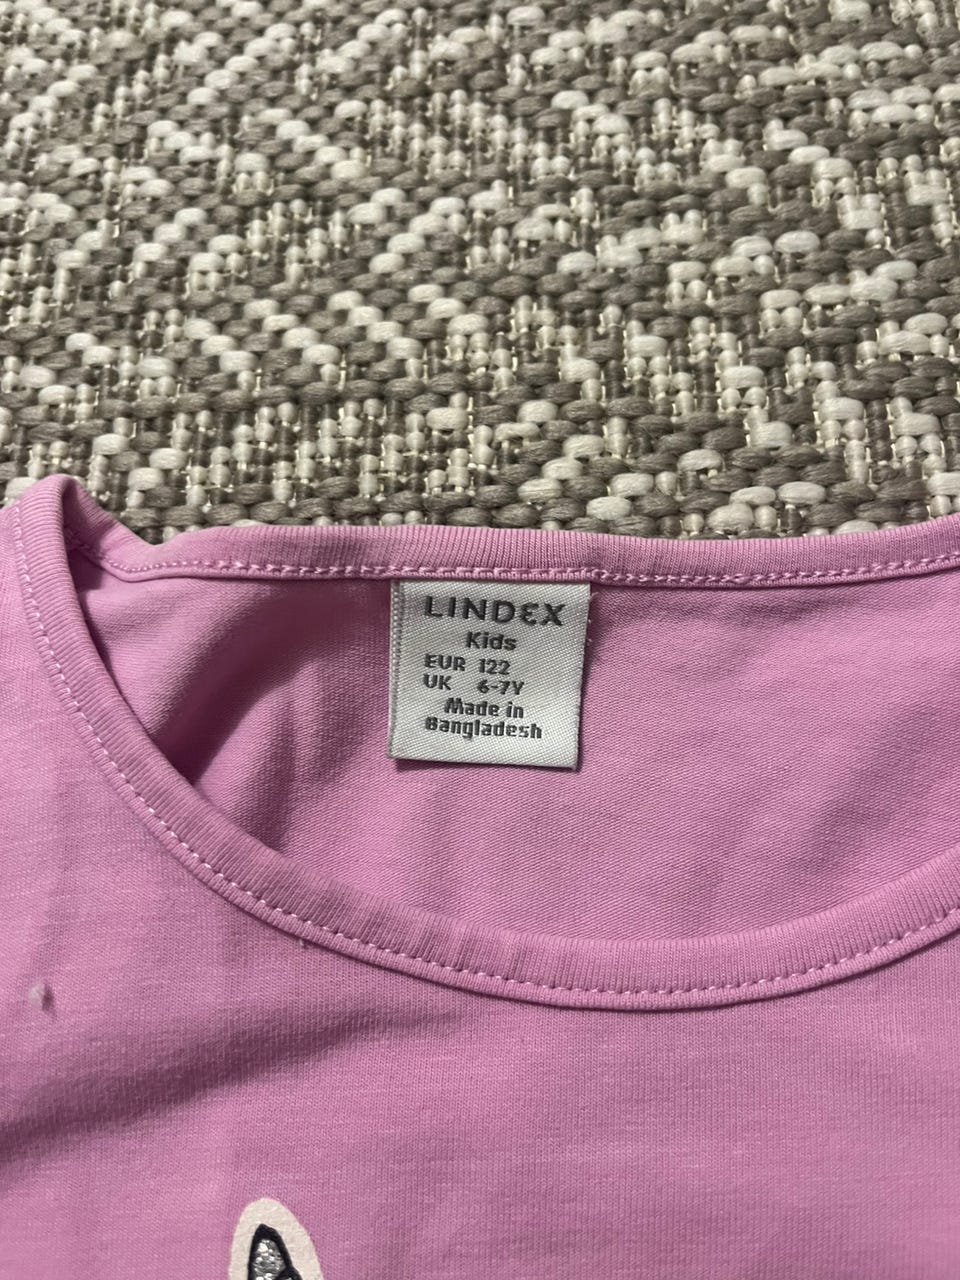 LINDEX
Kids
EUR 122
UK 6-7Y
Made in
Bangladesh